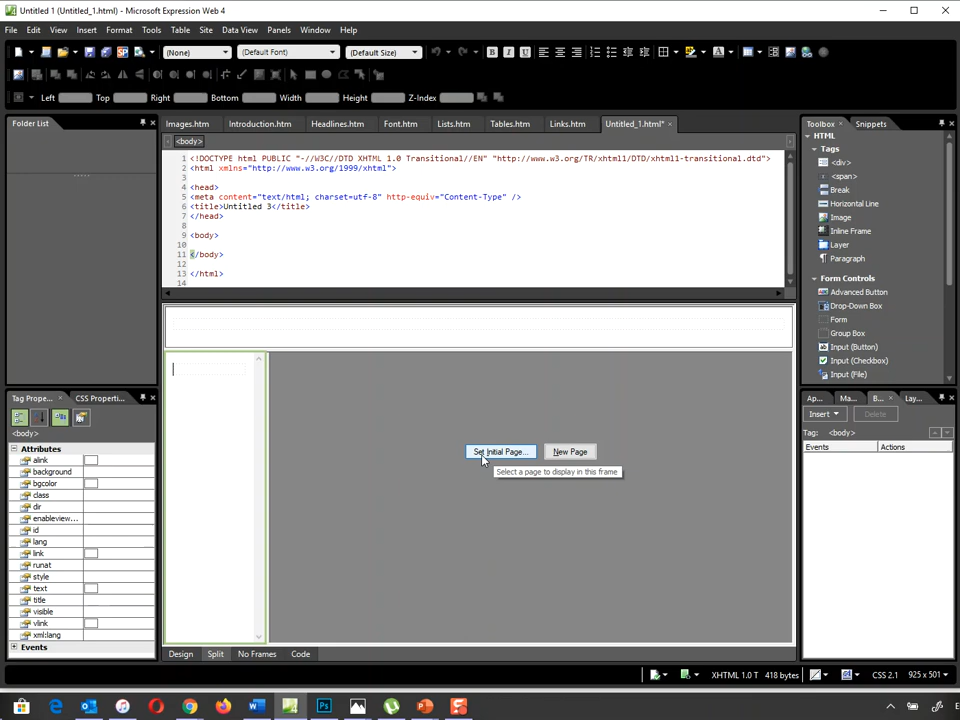 Untitled 1 (Untitled_1.html) - Microsoft Expression Web 4
File Edit View Insert Format Tools Table Site Data View Panels Window Help
(None) (Default Font) (Default Size) B I U
Left Top Right Bottom Width Height Z-Index
Folder List
Images.htm Introduction.htm Headlines.htm Font.htm Lists.htm Tables.htm Links.htm Untitled_1.html*
<body>
1 <!DOCTYPE html PUBLIC "-//W3C//DTD XHTML 1.0 Transitional//EN" "http://www.w3.org/TR/xhtml1/DTD/xhtml1-transitional.dtd">
2 <html xmlns="http://www.w3.org/1999/xhtml">
3
4 <head>
5 <meta content="text/html; charset=utf-8" http-equiv="Content-Type" />
6 <title>Untitled 3</title>
7 </head>
8
9 <body>
10
11 </body>
12
13 </html>
14
Set Initial Page... New Page
Select a page to display in this frame
Design Split No Frames Code
Toolbox Snippets
HTML
Tags
<div>
<span>
Break
Horizontal Line
Image
Inline Frame
Layer
Paragraph
Form Controls
Advanced Button
Drop-Down Box
Form
Group Box
Input (Button)
Input (Checkbox)
Input (File)
Tag Prope... CSS Properti...
<body>
Attributes
alink
background
bgcolor
class
dir
enableview...
id
lang
link
runat
style
text
title
visible
vlink
xml:lang
Events
Ap... Ma... B... Lay...
Insert Delete
Tag: <body>
Events Actions
XHTML 1.0 T 418 bytes CSS 2.1 925 x 501